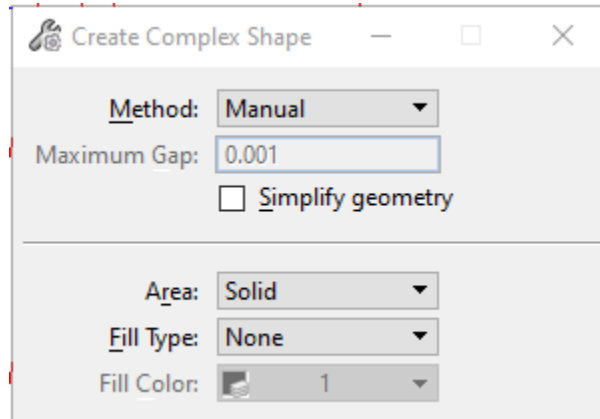 Create Complex Shape
Method: Manual
Maximum Gap: 0.001
Simplify geometry
Area: Solid
Fill Type: None
Fill Color: 1